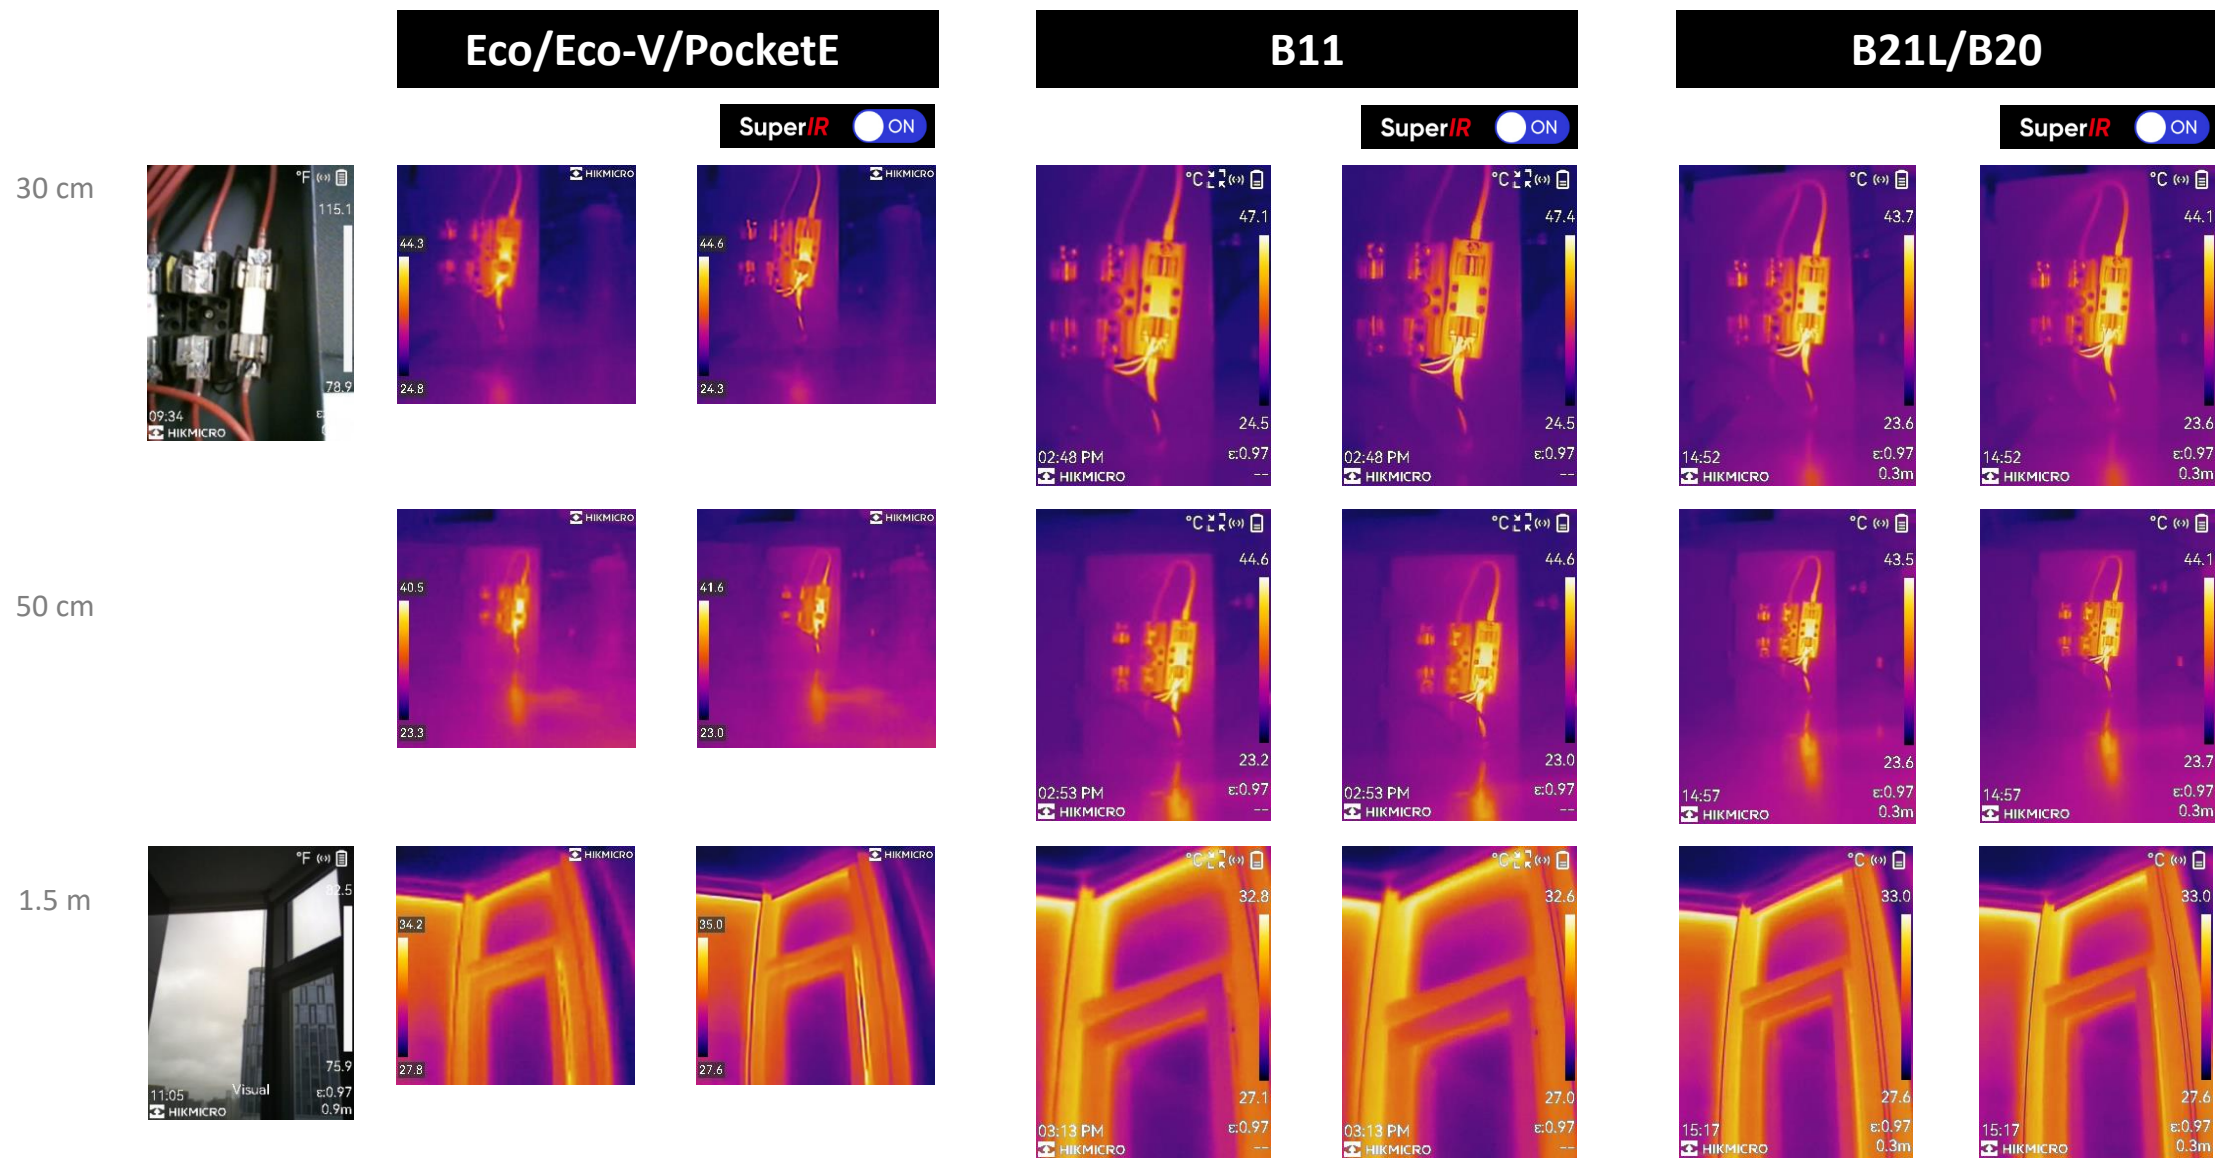 Eco/Eco-V/PocketE
B11
B21L/B20
SuperIR ON
SuperIR ON
SuperIR ON
30 cm
°F
115.1
78.9
09:34
HIKMICRO
HIKMICRO
44.3
24.8
HIKMICRO
44.6
24.3
°C
47.1
24.5
02:48 PM ε:0.97
HIKMICRO --
°C
47.4
24.5
02:48 PM ε:0.97
HIKMICRO --
°C
43.7
23.6
14:52 ε:0.97
HIKMICRO 0.3m
°C
44.1
23.6
14:52 ε:0.97
HIKMICRO 0.3m
50 cm
HIKMICRO
40.5
23.3
HIKMICRO
41.6
23.0
°C
44.6
23.2
02:53 PM ε:0.97
HIKMICRO --
°C
44.6
23.0
02:53 PM ε:0.97
HIKMICRO --
°C
43.5
23.6
14:57 ε:0.97
HIKMICRO 0.3m
°C
44.1
23.7
14:57 ε:0.97
HIKMICRO 0.3m
1.5 m
°F
82.5
75.9
11:05 Visual ε:0.97
HIKMICRO 0.9m
HIKMICRO
34.2
27.8
HIKMICRO
35.0
27.6
°C
32.8
27.1
03:13 PM ε:0.97
HIKMICRO --
°C
32.6
27.0
03:13 PM ε:0.97
HIKMICRO --
°C
33.0
27.6
15:17 ε:0.97
HIKMICRO 0.3m
°C
33.0
27.6
15:17 ε:0.97
HIKMICRO 0.3m